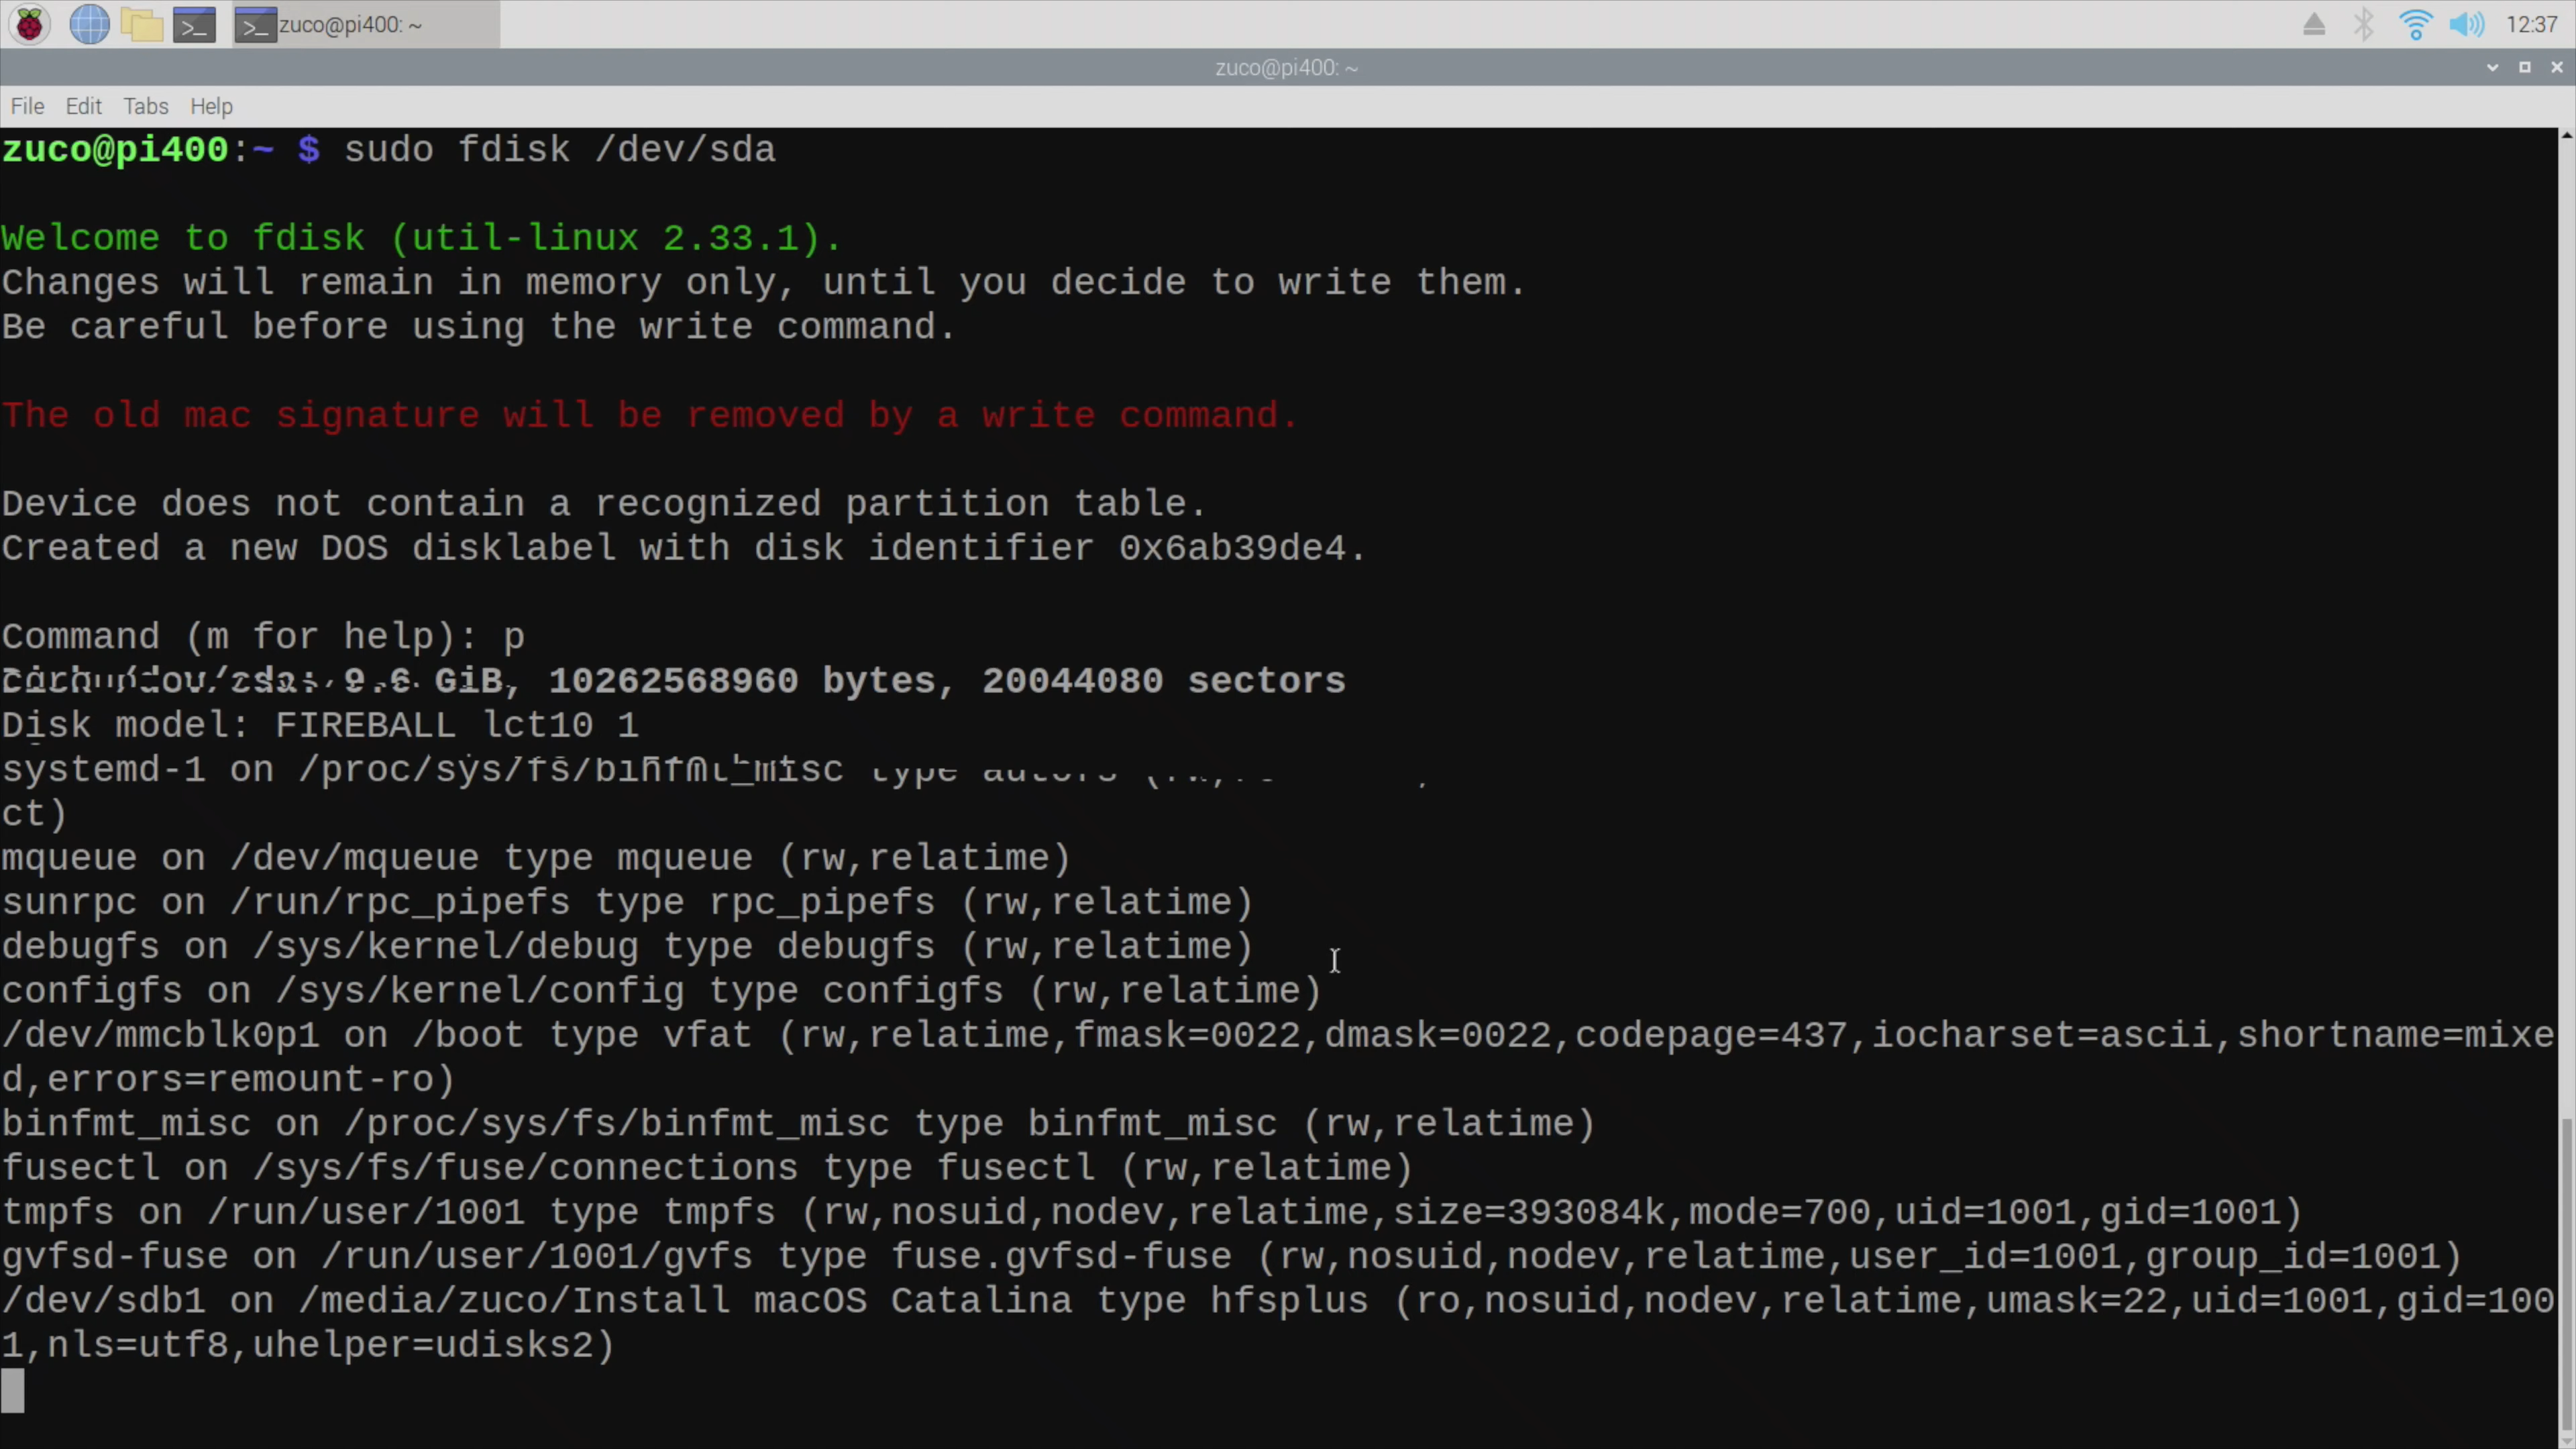 zuco@pi400: ~
12:37
zuco@pi400: ~
File Edit Tabs Help
zuco@pi400:~ $ sudo fdisk /dev/sda
Welcome to fdisk (util-linux 2.33.1).
Changes will remain in memory only, until you decide to write them.
Be careful before using the write command.
The old mac signature will be removed by a write command.
Device does not contain a recognized partition table.
Created a new DOS disklabel with disk identifier 0x6ab39de4.
Command (m for help): p
GiB, 10262568960 bytes, 20044080 sectors
Disk model: FIREBALL lct10 1
systemd-1 on /proc/sys/fs/binfmt_misc type
ct)
mqueue on /dev/mqueue type mqueue (rw,relatime)
sunrpc on /run/rpc_pipefs type rpc_pipefs (rw,relatime)
debugfs on /sys/kernel/debug type debugfs (rw,relatime)
configfs on /sys/kernel/config type configfs (rw,relatime)
/dev/mmcblk0p1 on /boot type vfat (rw,relatime,fmask=0022,dmask=0022,codepage=437,iocharset=ascii,shortname=mixe
d,errors=remount-ro)
binfmt_misc on /proc/sys/fs/binfmt_misc type binfmt_misc (rw,relatime)
fusectl on /sys/fs/fuse/connections type fusectl (rw,relatime)
tmpfs on /run/user/1001 type tmpfs (rw,nosuid,nodev,relatime,size=393084k,mode=700,uid=1001,gid=1001)
gvfsd-fuse on /run/user/1001/gvfs type fuse.gvfsd-fuse (rw,nosuid,nodev,relatime,user_id=1001,group_id=1001)
/dev/sdb1 on /media/zuco/Install macOS Catalina type hfsplus (ro,nosuid,nodev,relatime,umask=22,uid=1001,gid=100
1,nls=utf8,uhelper=udisks2)